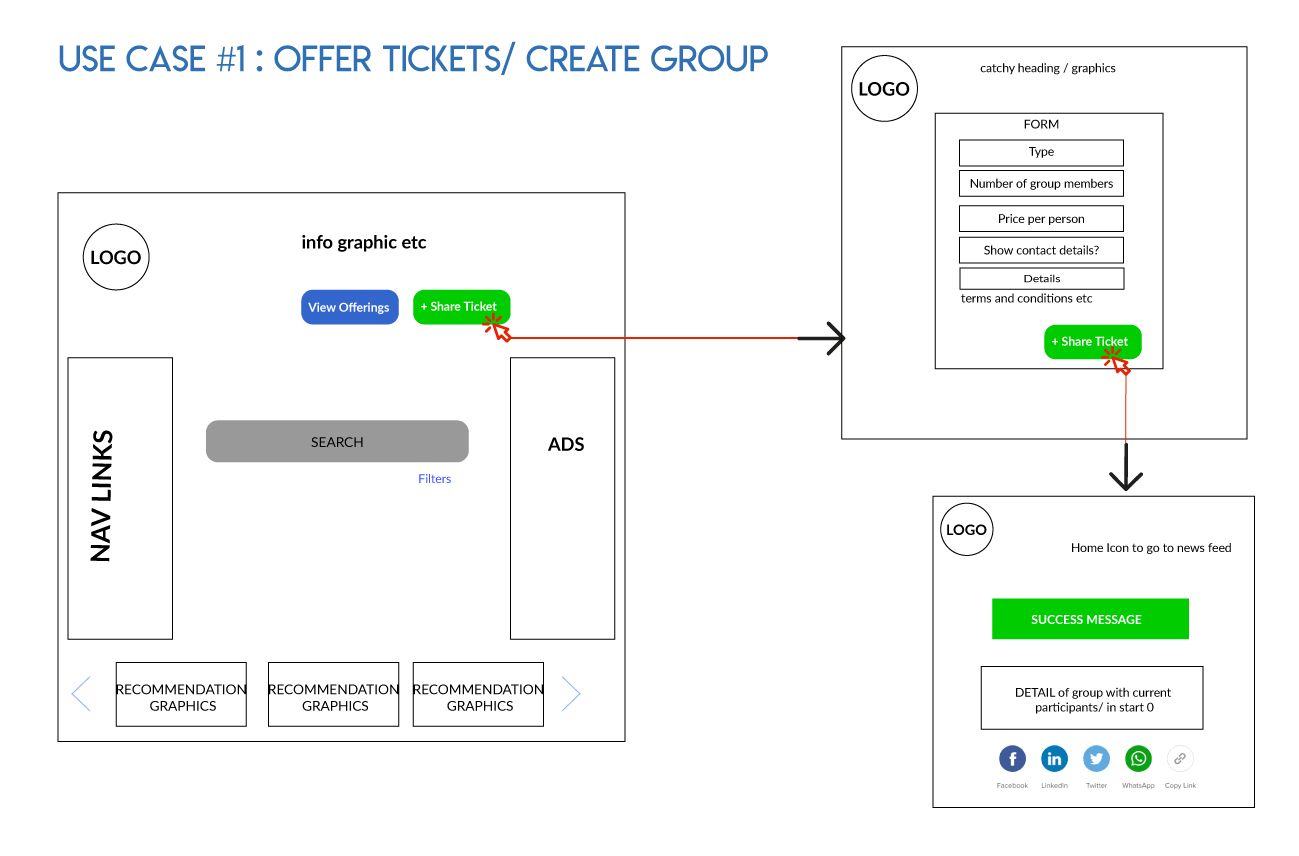 USE CASE #1 : OFFER TICKETS/ CREATE GROUP
LOGO
info graphic etc
View Offerings
+ Share Ticket
NAV LINKS
SEARCH
Filters
ADS
RECOMMENDATION
GRAPHICS
RECOMMENDATION
GRAPHICS
RECOMMENDATION
GRAPHICS
LOGO
catchy heading / graphics
FORM
Type
Number of group members
Price per person
Show contact details?
Details
terms and conditions etc
+ Share Ticket
LOGO
Home Icon to go to news feed
SUCCESS MESSAGE
DETAIL of group with current
participants/ in start 0
Facebook
LinkedIn
Twitter
WhatsApp
Copy Link